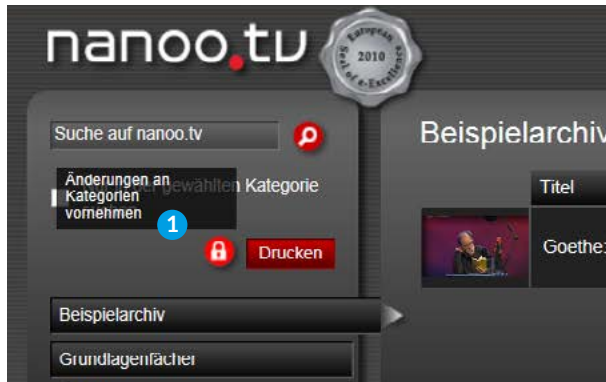 nanoo.tv
European
2010
Seal of e-Excellence
Suche auf nanoo.tv
Änderungen an
Kategorien
vornehmen
gewählten Kategorie
1
Drucken
Beispielarchiv
Grundlagenfächer
Beispielarchiv
Titel
Goethe: